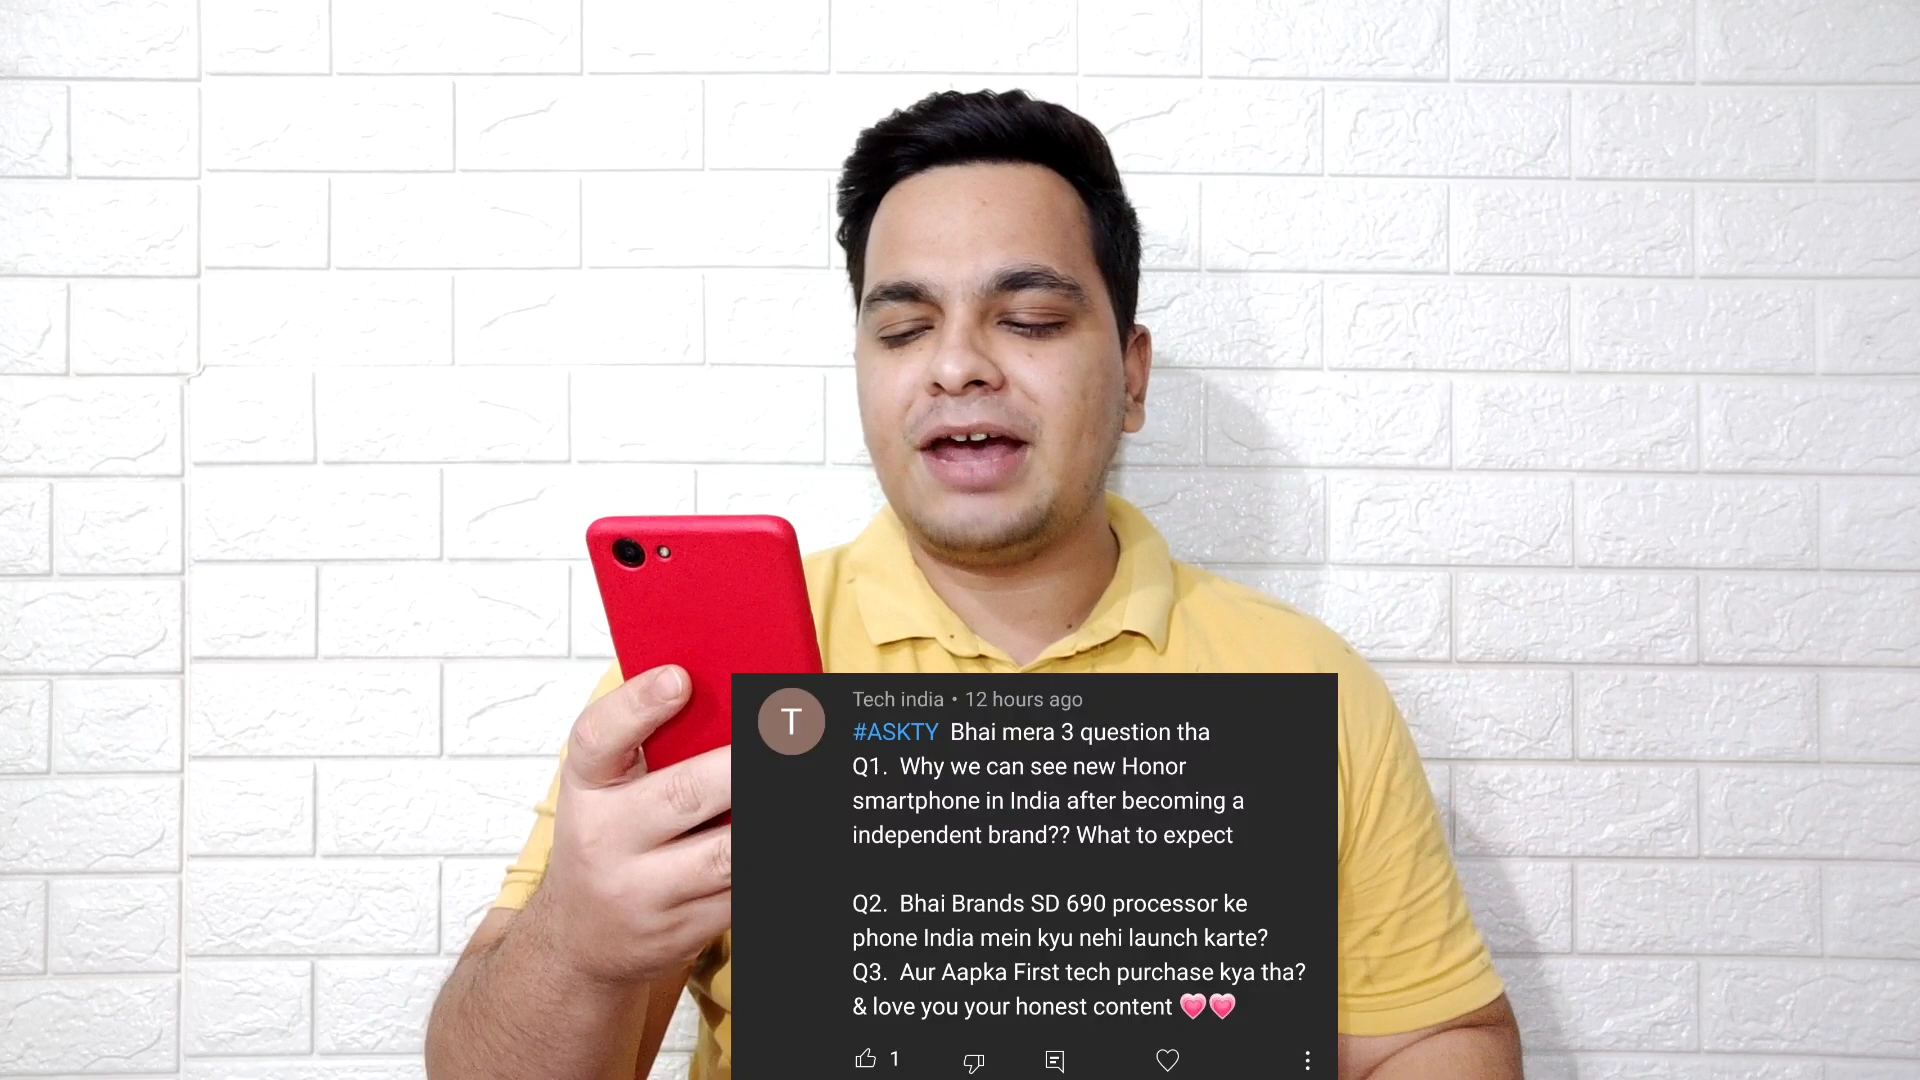 T
Tech india • 12 hours ago
#ASKTY Bhai mera 3 question tha
Q1. Why we can see new Honor
smartphone in India after becoming a
independent brand?? What to expect
Q2. Bhai Brands SD 690 processor ke
phone India mein kyu nehi launch karte?
Q3. Aur Aapka First tech purchase kya tha?
& love you your honest content 💗💗
1